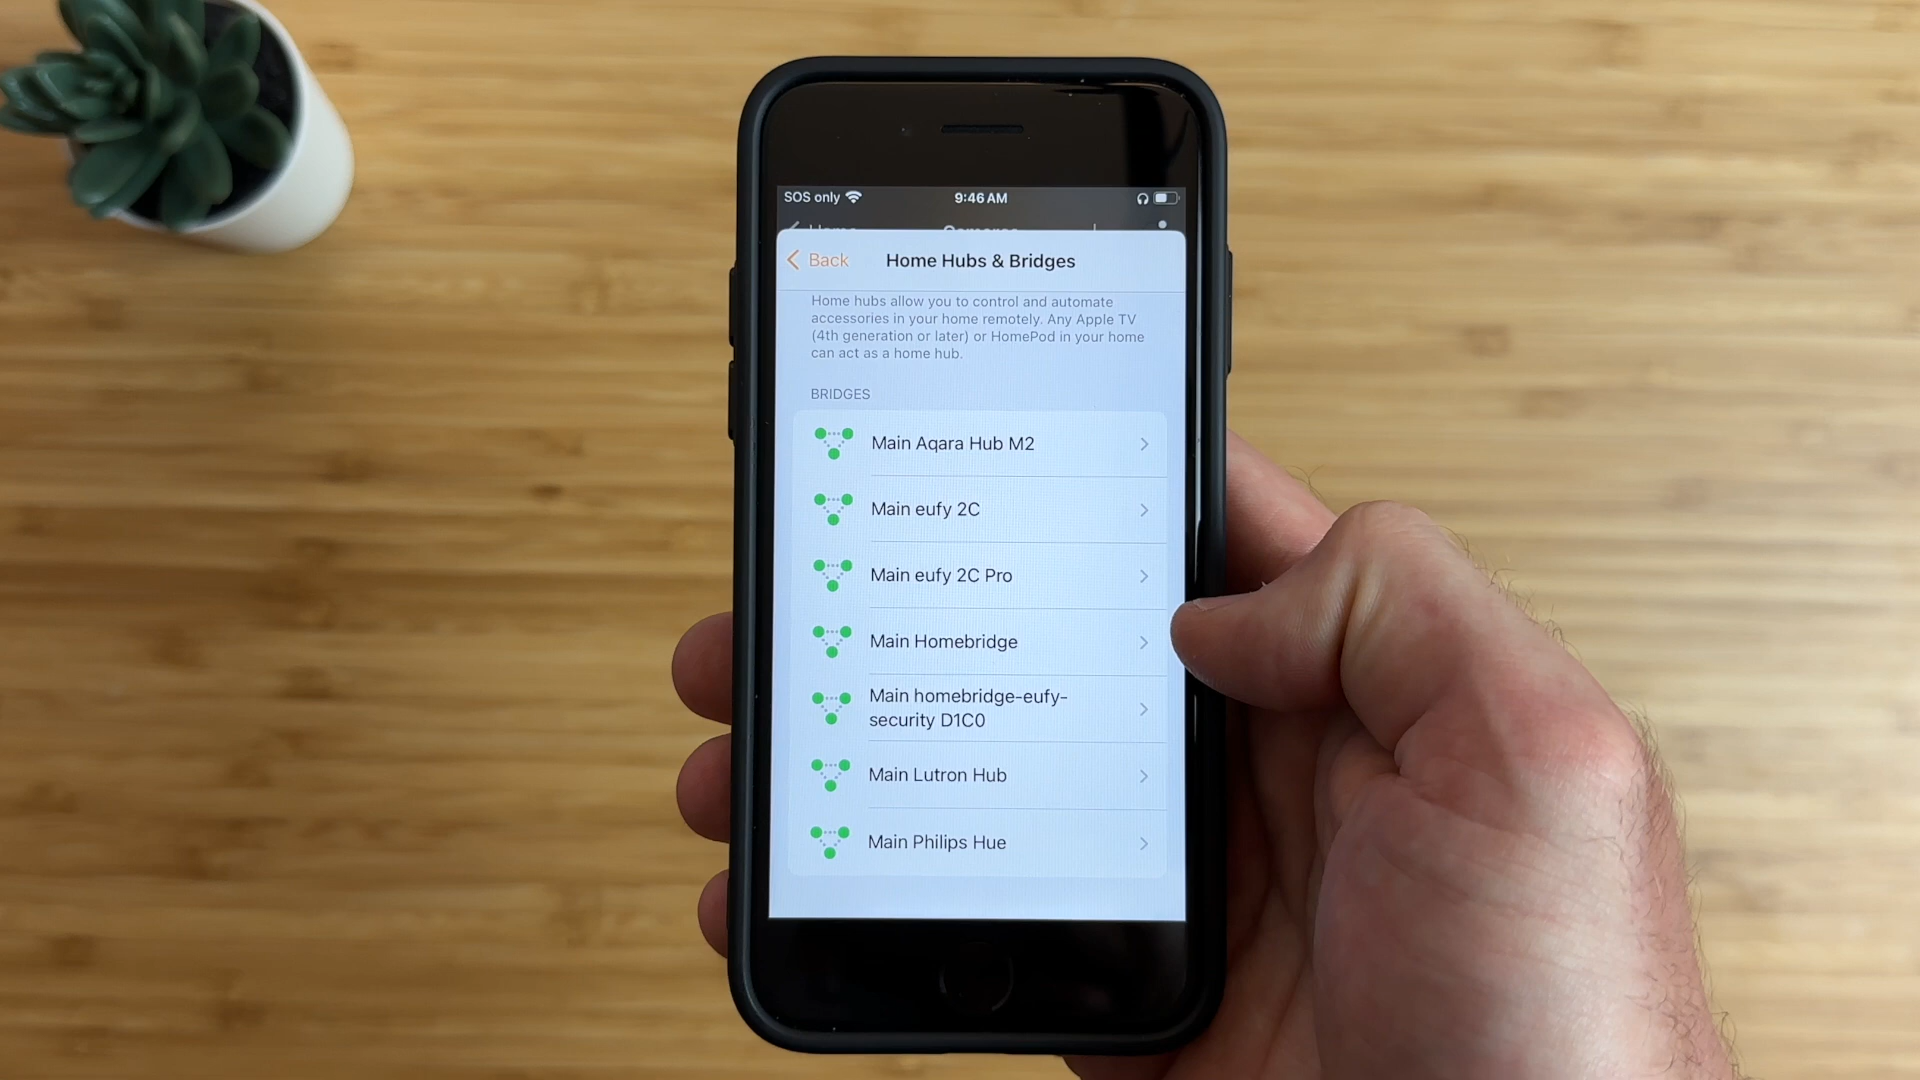 SOS only 9:46 AM
Home Cameras
Back Home Hubs & Bridges
Home hubs allow you to control and automate
accessories in your home remotely. Any Apple TV
(4th generation or later) or HomePod in your home
can act as a home hub.
BRIDGES
Main Aqara Hub M2
Main eufy 2C
Main eufy 2C Pro
Main Homebridge
Main homebridge-eufy-
security D1C0
Main Lutron Hub
Main Philips Hue